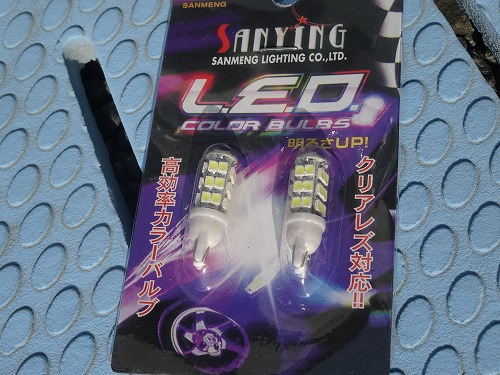 SANMENG
SANYING
SANMENG LIGHTING CO.,LTD.
L.E.D.
COLOR BULBS
明るさUP!
高効率カラーバルブ
クリアレズ対応!!